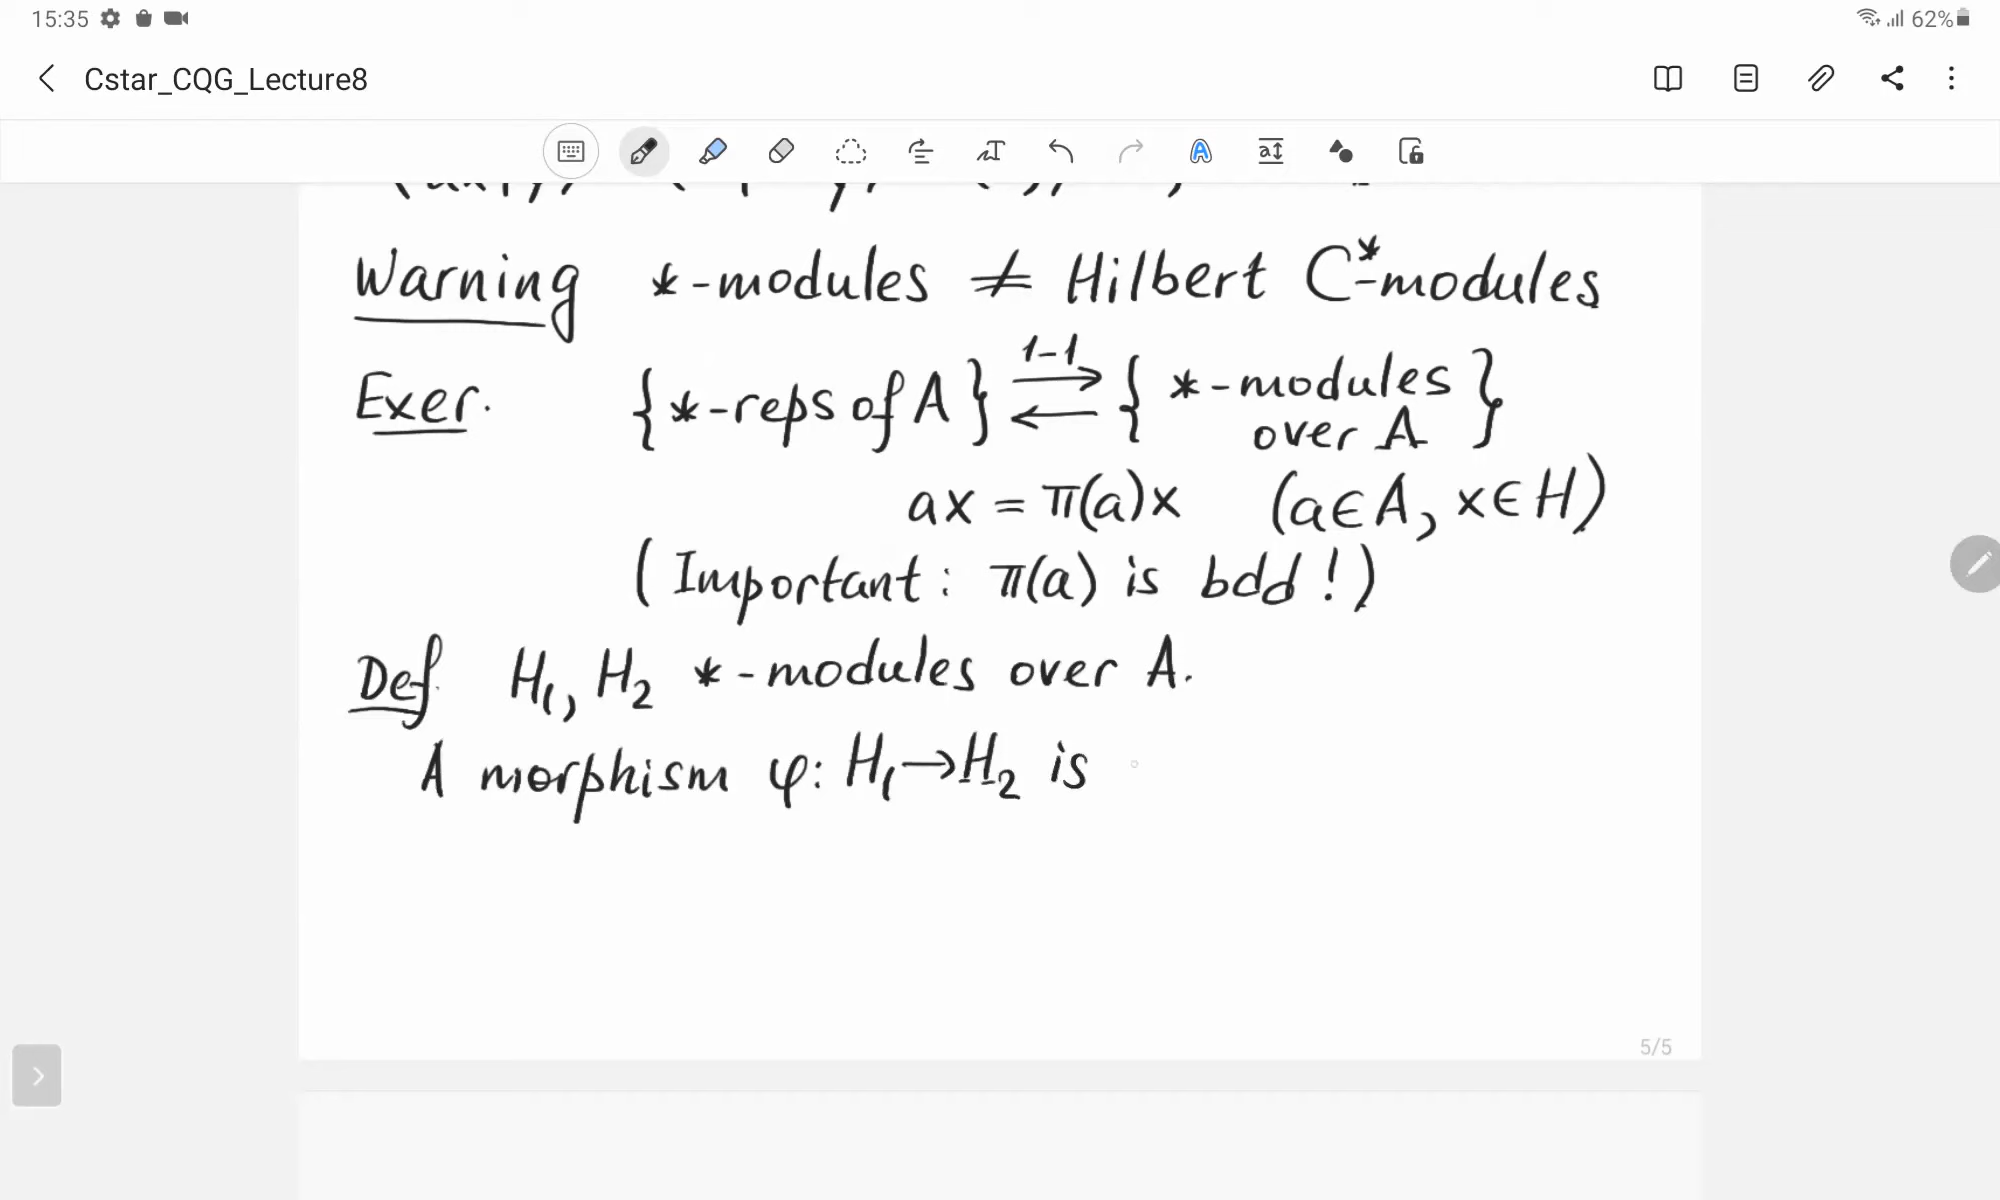 15:35 62%
Cstar_CQG_Lecture8
Warning *-modules ≠ Hilbert C*-modules
1-1
Exer. {*-reps of A} ⇄ { *-modules over A }
ax = π(a)x (a∈A, x∈H)
(Important: π(a) is bdd!)
Def. H₁, H₂ *-modules over A.
A morphism φ: H₁→H₂ is
5/5